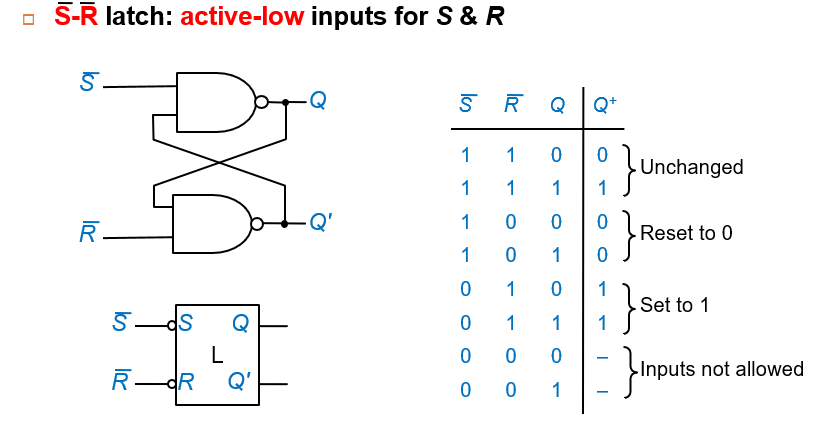 S̅-R̅ latch: active-low inputs for S & R
S̅
Q
R̅
Q'
S̅ S Q
L
R̅ R Q'
S̅ R̅ Q Q⁺
1 1 0 0
1 1 1 1
Unchanged
1 0 0 0
1 0 1 0
Reset to 0
0 1 0 1
0 1 1 1
Set to 1
0 0 0 –
0 0 1 –
Inputs not allowed